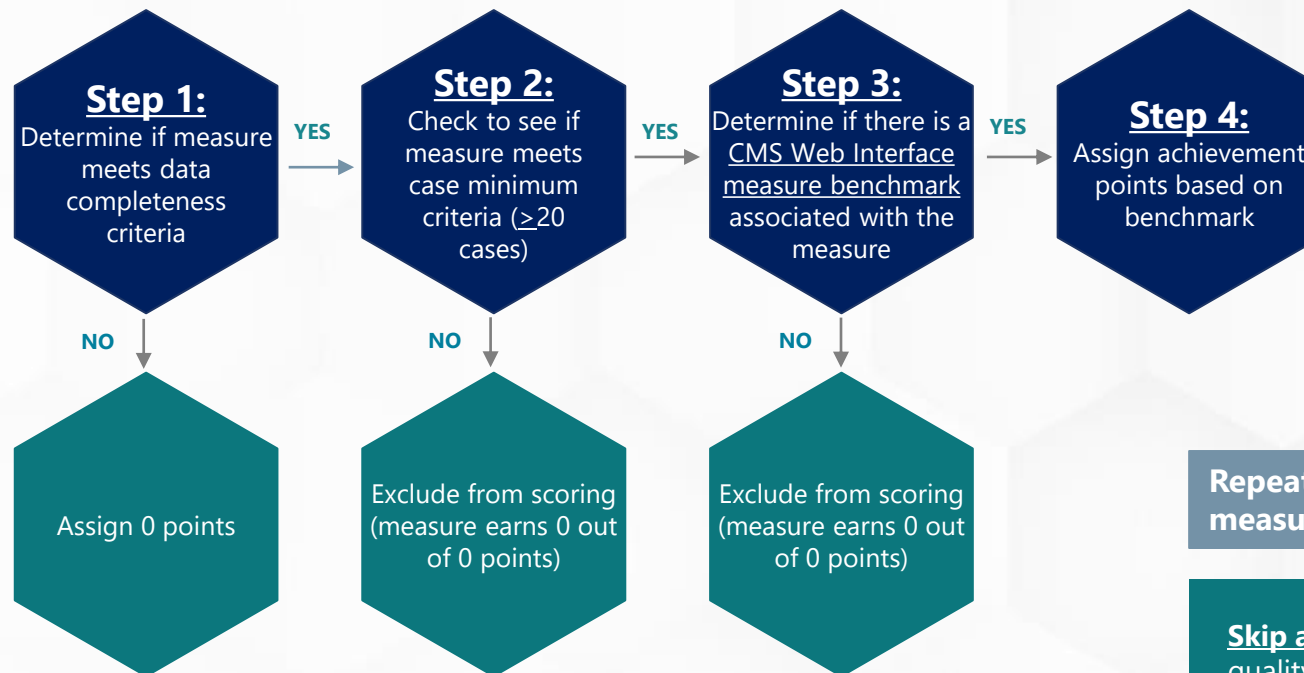 Step 1:
Determine if measure
meets data
completeness
criteria
YES
Step 2:
Check to see if
measure meets
case minimum
criteria (>20
cases)
YES
Step 3:
Determine if there is a
CMS Web Interface
measure benchmark
associated with the
measure
YES
Step 4:
Assign achievement
points based on
benchmark
NO
NO
NO
Assign 0 points
Exclude from scoring
(measure earns 0 out
of 0 points)
Exclude from scoring
(measure earns 0 out
of 0 points)
Repeat
measu
Skip a
quality